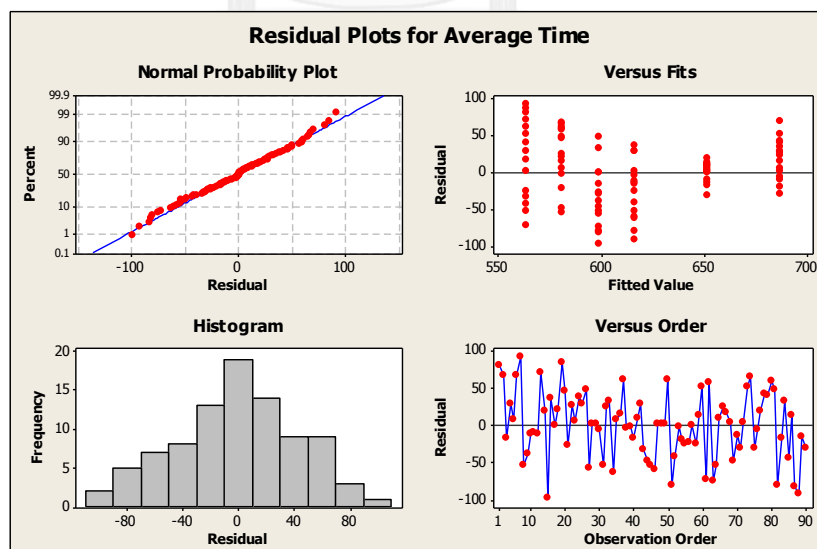 Residual Plots for Average Time
Normal Probability Plot
99.9
99
90
50
10
1
0.1
Percent
-100 0 100
Residual
Versus Fits
100
50
0
-50
-100
Residual
550 600 650 700
Fitted Value
Histogram
20
15
10
5
0
Frequency
-80 -40 0 40 80
Residual
Versus Order
100
50
0
-50
-100
Residual
1 10 20 30 40 50 60 70 80 90
Observation Order